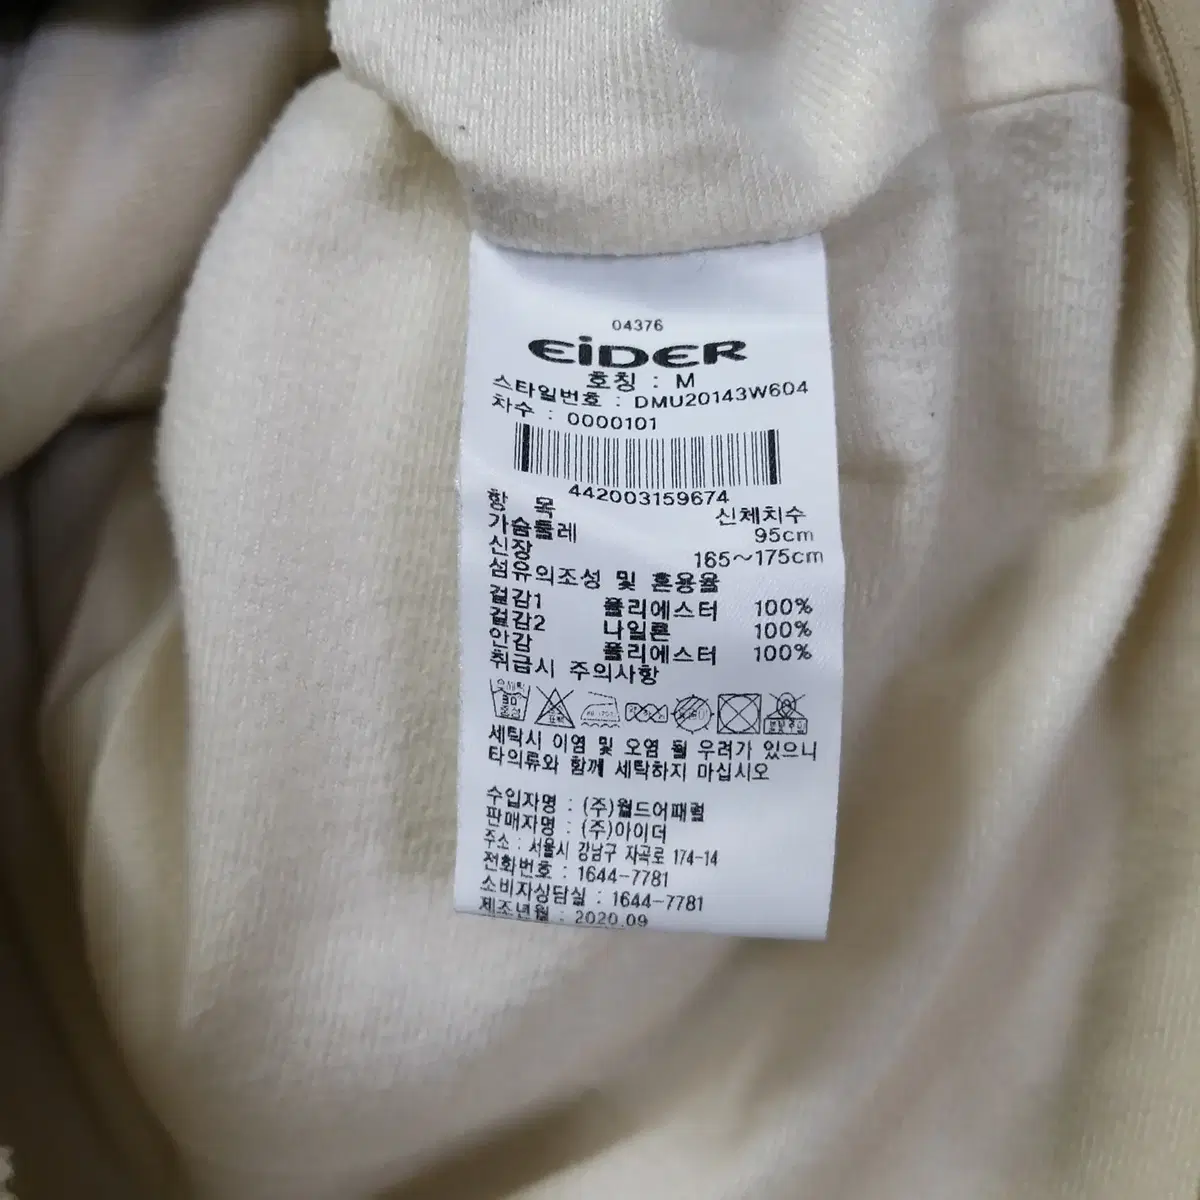 04376
EiDER
호칭 : M
스타일번호 : DMU20143W604
차수 : 0000101
442003159674
항 목 신체치수
가슴둘레 95cm
신장 165~175cm
섬유의조성 및 혼용율
겉감1 폴리에스터 100%
겉감2 나일론 100%
안감 폴리에스터 100%
취급시 주의사항
세탁시 이염 및 오염 될 우려가 있으니
타의류와 함께 세탁하지 마십시오
수입자명 : (주)월드어패럴
판매자명 : (주)아이더
주소 : 서울시 강남구 자곡로 174-14
전화번호 : 1644-7781
소비자상담실 : 1644-7781
제조년월 : 2020.09